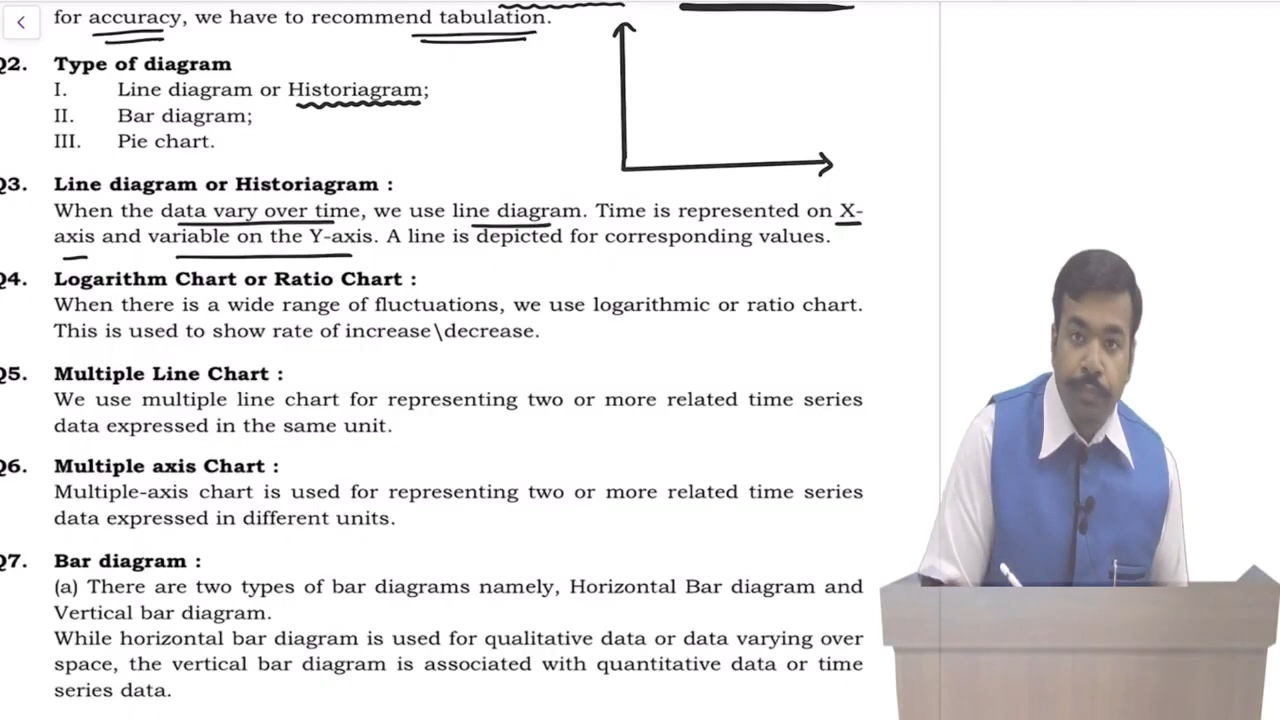 for accuracy, we have to recommend tabulation.
Q2. Type of diagram
I. Line diagram or Historiagram;
II. Bar diagram;
III. Pie chart.
Q3. Line diagram or Historiagram :
When the data vary over time, we use line diagram. Time is represented on X-
axis and variable on the Y-axis. A line is depicted for corresponding values.
Q4. Logarithm Chart or Ratio Chart :
When there is a wide range of fluctuations, we use logarithmic or ratio chart.
This is used to show rate of increase\decrease.
Q5. Multiple Line Chart :
We use multiple line chart for representing two or more related time series
data expressed in the same unit.
Q6. Multiple axis Chart :
Multiple-axis chart is used for representing two or more related time series
data expressed in different units.
Q7. Bar diagram :
(a) There are two types of bar diagrams namely, Horizontal Bar diagram and
Vertical bar diagram.
While horizontal bar diagram is used for qualitative data or data varying over
space, the vertical bar diagram is associated with quantitative data or time
series data.